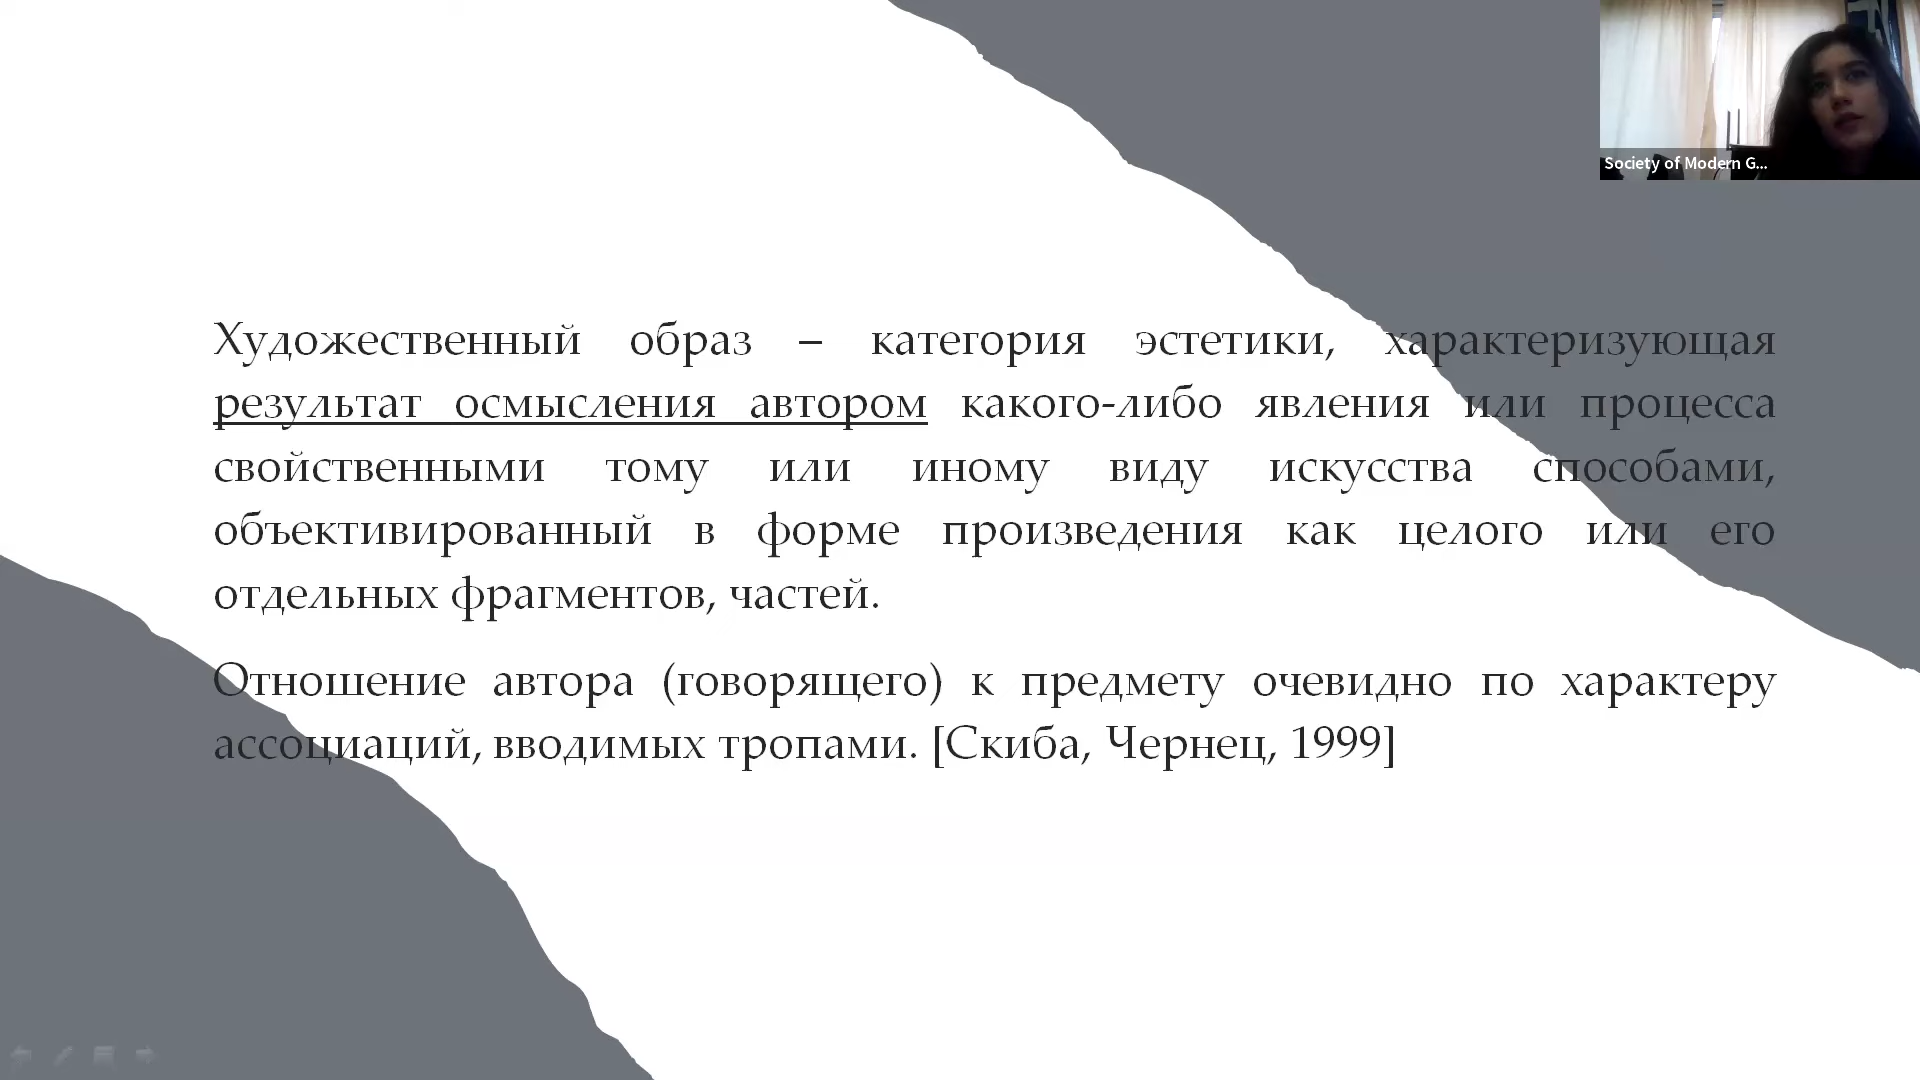 Society of Modern G...
Художественный образ – категория эстетики, характеризующая
результат осмысления автором какого-либо явления или процесса
свойственными тому или иному виду искусства способами,
объективированный в форме произведения как целого или его
отдельных фрагментов, частей.
Отношение автора (говорящего) к предмету очевидно по характеру
ассоциаций, вводимых тропами. [Скиба, Чернец, 1999]